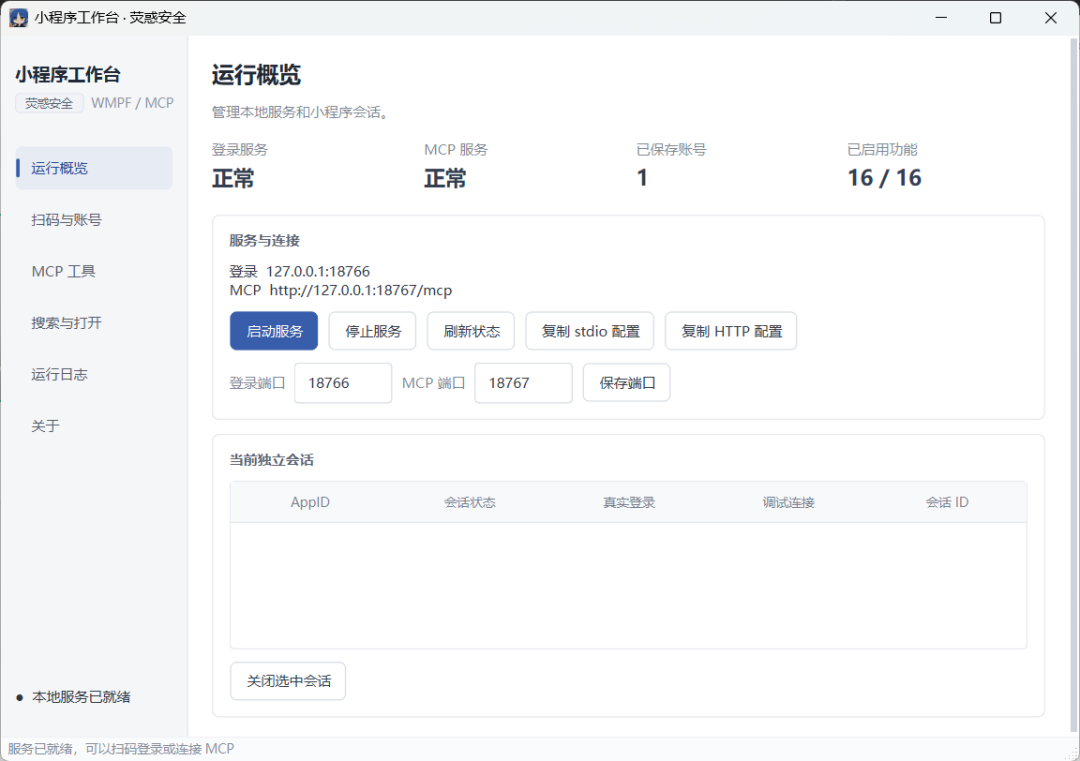 小程序工作台 · 荧惑安全
小程序工作台
荧惑安全 WMPF / MCP
运行概览
扫码与账号
MCP 工具
搜索与打开
运行日志
关于
本地服务已就绪
运行概览
管理本地服务和小程序会话。
登录服务 MCP 服务 已保存账号 已启用功能
正常 正常 1 16 / 16
服务与连接
登录 127.0.0.1:18766
MCP http://127.0.0.1:18767/mcp
启动服务 停止服务 刷新状态 复制 stdio 配置 复制 HTTP 配置
登录端口 18766 MCP 端口 18767 保存端口
当前独立会话
AppID 会话状态 真实登录 调试连接 会话 ID
关闭选中会话
服务已就绪，可以扫码登录或连接 MCP